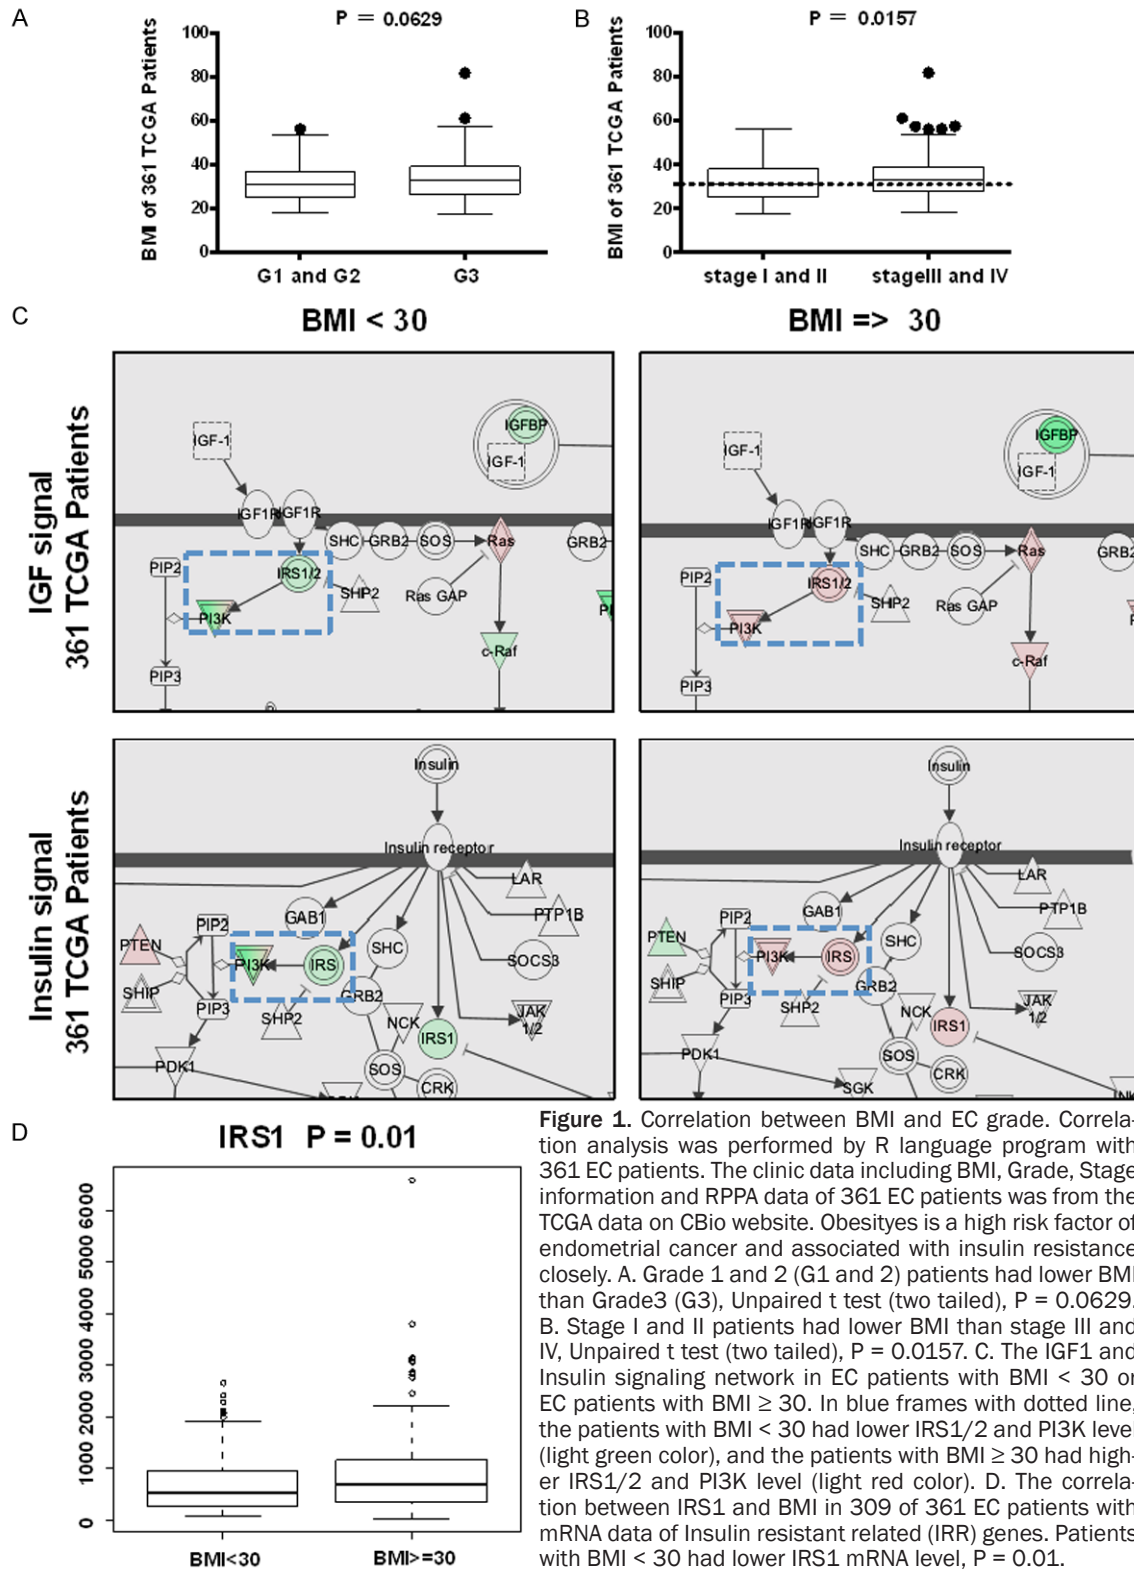 A
P = 0.0629
BMI of 361 TCGA Patients
100
80
60
40
20
0
G1 and G2
G3
B
P = 0.0157
BMI of 361 TCGA Patients
100
80
60
40
20
0
stage I and II
stageIII and IV
C
BMI < 30
BMI => 30
IGF signal
361 TCGA Patients
IGF-1
IGFBP
IGF-1
IGF1R
IGF1R
SHC
GRB2
SOS
Ras
GRB2
PIP2
IRS1/2
SHIP2
Ras GAP
PI3K
c-Raf
PIP3
IGF-1
IGFBP
IGF-1
IGF1R
IGF1R
SHC
GRB2
SOS
Ras
GRB2
PIP2
IRS1/2
SHIP2
Ras GAP
PI3K
c-Raf
PIP3
Insulin signal
361 TCGA Patients
Insulin
Insulin receptor
LAR
GAB1
PTP1B
PIP2
PTEN
SHC
PI3K
IRS
SOCS3
SHIP
GRB2
PIP3
SHP2
NCK
JAK
1/2
IRS1
PDK1
SOS
CRK
Insulin
Insulin receptor
LAR
GAB1
PTP1B
PIP2
PTEN
SHC
PI3K
IRS
SOCS3
SHIP
GRB2
PIP3
SHP2
NCK
JAK
1/2
IRS1
PDK1
SOS
CRK
SGK
D
IRS1 P = 0.01
6000
5000
4000
3000
2000
1000
0
BMI<30
BMI>=30
Figure 1. Correlation between BMI and EC grade. Correla-
tion analysis was performed by R language program with
361 EC patients. The clinic data including BMI, Grade, Stage
information and RPPA data of 361 EC patients was from the
TCGA data on CBio website. Obesityes is a high risk factor of
endometrial cancer and associated with insulin resistance
closely. A. Grade 1 and 2 (G1 and 2) patients had lower BMI
than Grade3 (G3), Unpaired t test (two tailed), P = 0.0629.
B. Stage I and II patients had lower BMI than stage III and
IV, Unpaired t test (two tailed), P = 0.0157. C. The IGF1 and
Insulin signaling network in EC patients with BMI < 30 or
EC patients with BMI ≥ 30. In blue frames with dotted line,
the patients with BMI < 30 had lower IRS1/2 and PI3K level
(light green color), and the patients with BMI ≥ 30 had high-
er IRS1/2 and PI3K level (light red color). D. The correla-
tion between IRS1 and BMI in 309 of 361 EC patients with
mRNA data of Insulin resistant related (IRR) genes. Patients
with BMI < 30 had lower IRS1 mRNA level, P = 0.01.